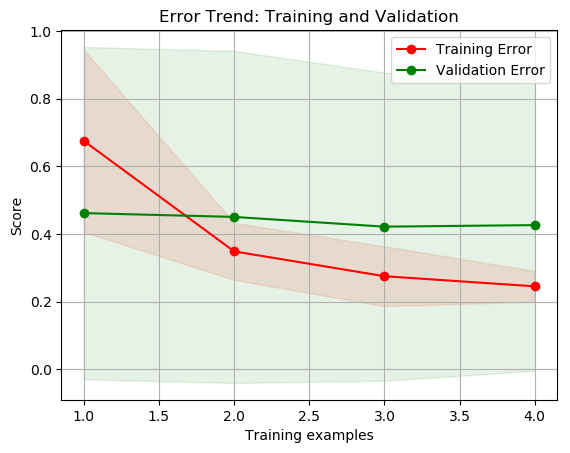 Error Trend: Training and Validation
Training Error
Validation Error
Score
1.0
0.8
0.6
0.4
0.2
0.0
1.0 1.5 2.0 2.5 3.0 3.5 4.0
Training examples